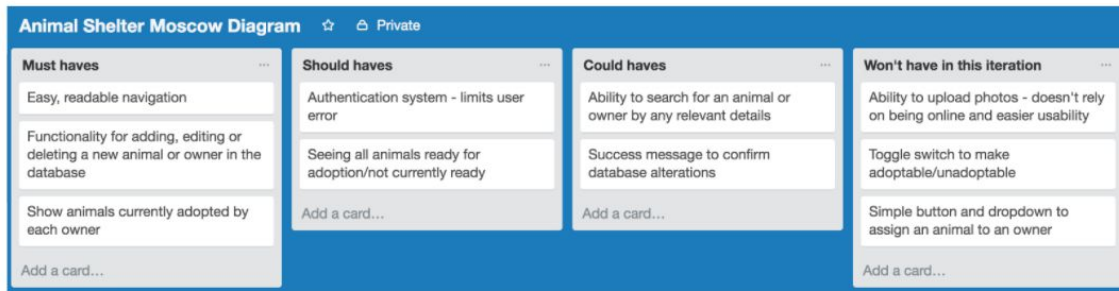 Animal Shelter Moscow Diagram Private
Must haves ...
Easy, readable navigation
Functionality for adding, editing or
deleting a new animal or owner in the
database
Show animals currently adopted by
each owner
Add a card...
Should haves ...
Authentication system - limits user
error
Seeing all animals ready for
adoption/not currently ready
Add a card...
Could haves ...
Ability to search for an animal or
owner by any relevant details
Success message to confirm
database alterations
Add a card...
Won't have in this iteration ...
Ability to upload photos - doesn't rely
on being online and easier usability
Toggle switch to make
adoptable/unadoptable
Simple button and dropdown to
assign an animal to an owner
Add a card...